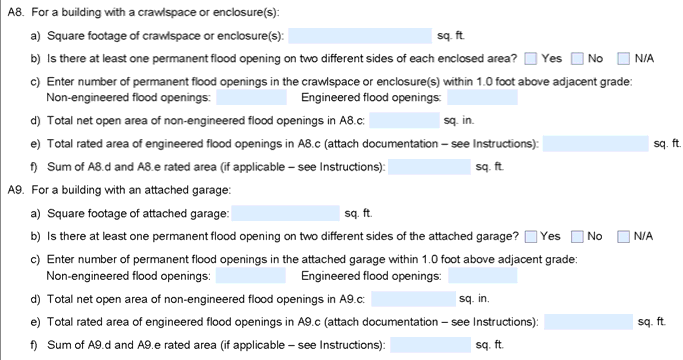 A8. For a building with a crawlspace or enclosure(s):
a) Square footage of crawlspace or enclosure(s): sq. ft.
b) Is there at least one permanent flood opening on two different sides of each enclosed area? Yes No N/A
c) Enter number of permanent flood openings in the crawlspace or enclosure(s) within 1.0 foot above adjacent grade:
Non-engineered flood openings: Engineered flood openings:
d) Total net open area of non-engineered flood openings in A8.c: sq. in.
e) Total rated area of engineered flood openings in A8.c (attach documentation – see Instructions): sq. ft.
f) Sum of A8.d and A8.e rated area (if applicable – see Instructions): sq. ft.
A9. For a building with an attached garage:
a) Square footage of attached garage: sq. ft.
b) Is there at least one permanent flood opening on two different sides of the attached garage? Yes No N/A
c) Enter number of permanent flood openings in the attached garage within 1.0 foot above adjacent grade:
Non-engineered flood openings: Engineered flood openings:
d) Total net open area of non-engineered flood openings in A9.c: sq. in.
e) Total rated area of engineered flood openings in A9.c (attach documentation – see Instructions): sq. ft.
f) Sum of A9.d and A9.e rated area (if applicable – see Instructions): sq. ft.